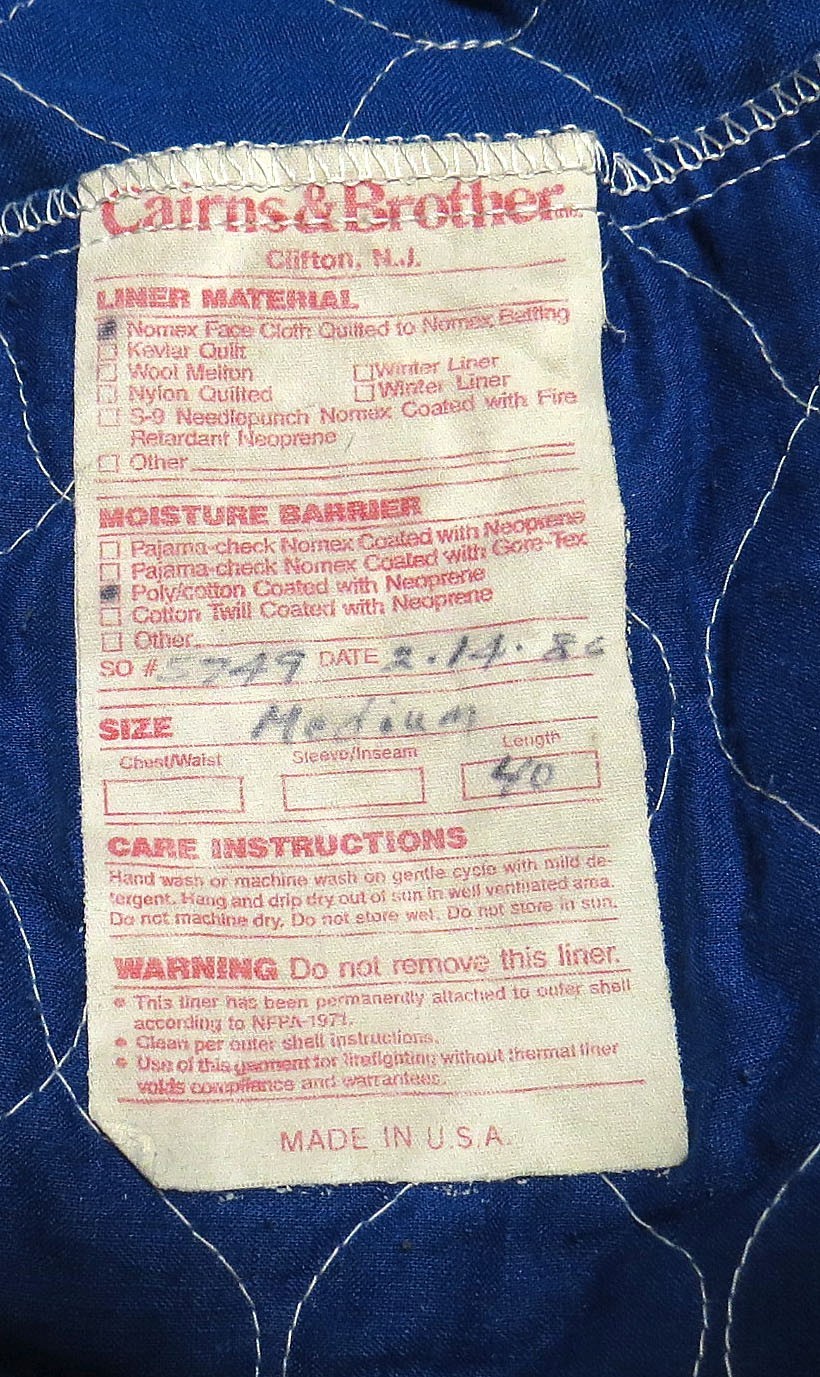 Cairns & Brother Inc.
Clifton, N.J.
LINER MATERIAL
Nomex Face Cloth Quilted to Nomex Batting
Kevlar Quilt
Wool Melton Winter Liner
Nylon Quilted Winter Liner
S-9 Needlepunch Nomex Coated with Fire
Retardant Neoprene
Other
MOISTURE BARRIER
Pajama-check Nomex Coated with Neoprene
Pajama-check Nomex Coated with Gore-Tex
Poly/cotton Coated with Neoprene
Cotton Twill Coated with Neoprene
Other
SO # 5749 DATE 2.14.86
SIZE Medium
Chest/Waist Sleeve/Inseam Length
40
CARE INSTRUCTIONS
Hand wash or machine wash on gentle cycle with mild de-
tergent. Hang and drip dry out of sun in well ventilated area.
Do not machine dry. Do not store wet. Do not store in sun.
WARNING Do not remove this liner.
• This liner has been permanently attached to outer shell
according to NFPA-1971.
• Clean per outer shell instructions.
• Use of this garment for firefighting without thermal liner
voids compliance and warrantees.
MADE IN U.S.A.